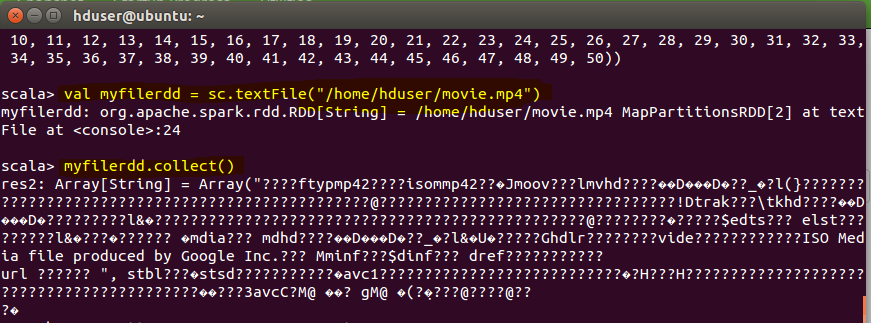 hduser@ubuntu: ~
10, 11, 12, 13, 14, 15, 16, 17, 18, 19, 20, 21, 22, 23, 24, 25, 26, 27, 28, 29, 30, 31, 32, 33,
34, 35, 36, 37, 38, 39, 40, 41, 42, 43, 44, 45, 46, 47, 48, 49, 50))
scala> val myfilerdd = sc.textFile("/home/hduser/movie.mp4")
myfilerdd: org.apache.spark.rdd.RDD[String] = /home/hduser/movie.mp4 MapPartitionsRDD[2] at text
File at <console>:24
scala> myfilerdd.collect()
res2: Array[String] = Array("????ftypmp42????isommp42??�Jmoov???lmvhd????��D���D�??_�?l(}???????
?????????????????????????????????????????@?????????????????????????????????!Dtrak???\tkhd????��D
���D�?????????l&�????????????????????????????????????????????????@????????�?????$edts??? elst???
????????l&�???�?????? �mdia??? mdhd????��D���D�??_�?l&�U�?????Ghdlr????????vide????????????ISO Med
ia file produced by Google Inc.??? Mminf???$dinf??? dref???????????
url ?????? ", stbl???�stsd???????????�avc1???????????????????????????�?H???H????????????????????
??????????????????????��???3avcC?M@ ��? gM@ �(?�???@????@??
?�